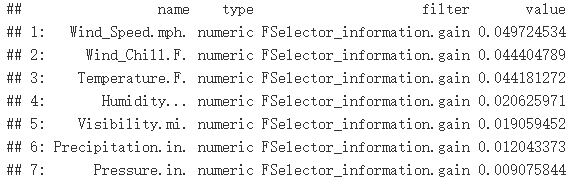 ##                 name    type                    filter       value
## 1:   Wind_Speed.mph. numeric FSelector_information.gain 0.049724534
## 2:     Wind_Chill.F. numeric FSelector_information.gain 0.044404789
## 3:    Temperature.F. numeric FSelector_information.gain 0.044181272
## 4:       Humidity... numeric FSelector_information.gain 0.020625971
## 5:    Visibility.mi. numeric FSelector_information.gain 0.019059452
## 6: Precipitation.in. numeric FSelector_information.gain 0.012043373
## 7:      Pressure.in. numeric FSelector_information.gain 0.009075844